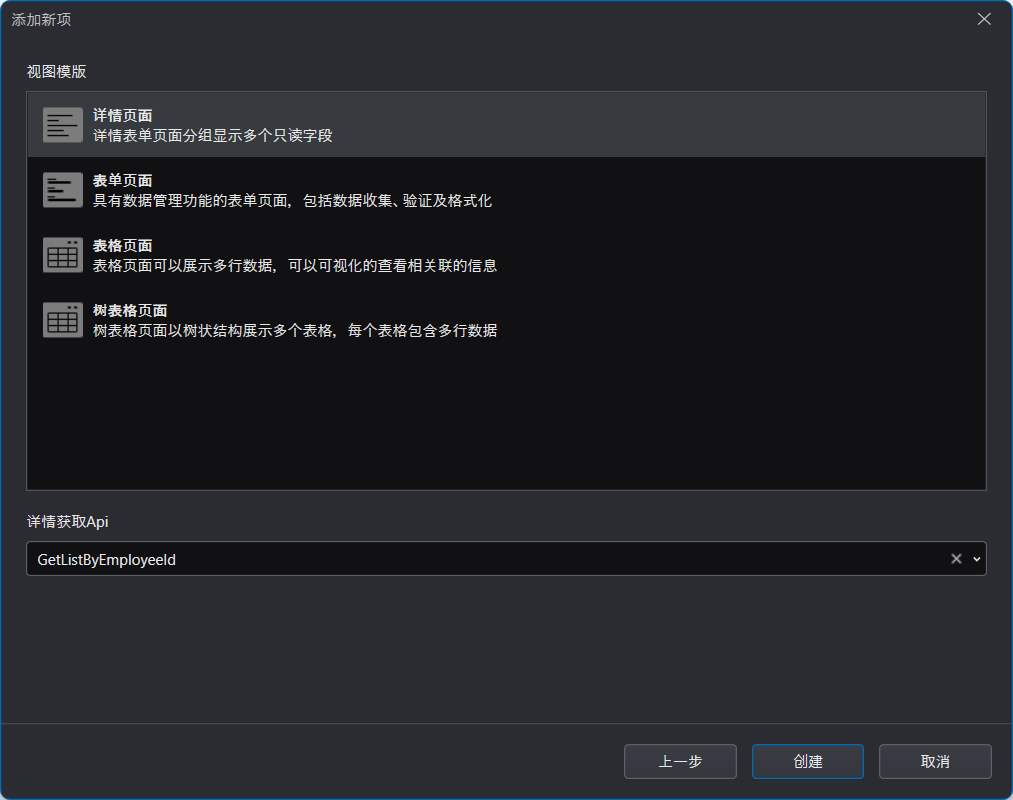 添加新项
视图模版
详情页面
详情表单页面分组显示多个只读字段
表单页面
具有数据管理功能的表单页面，包括数据收集、验证及格式化
表格页面
表格页面可以展示多行数据，可以可视化的查看相关联的信息
树表格页面
树表格页面以树状结构展示多个表格，每个表格包含多行数据
详情获取Api
GetListByEmployeeId
上一步
创建
取消